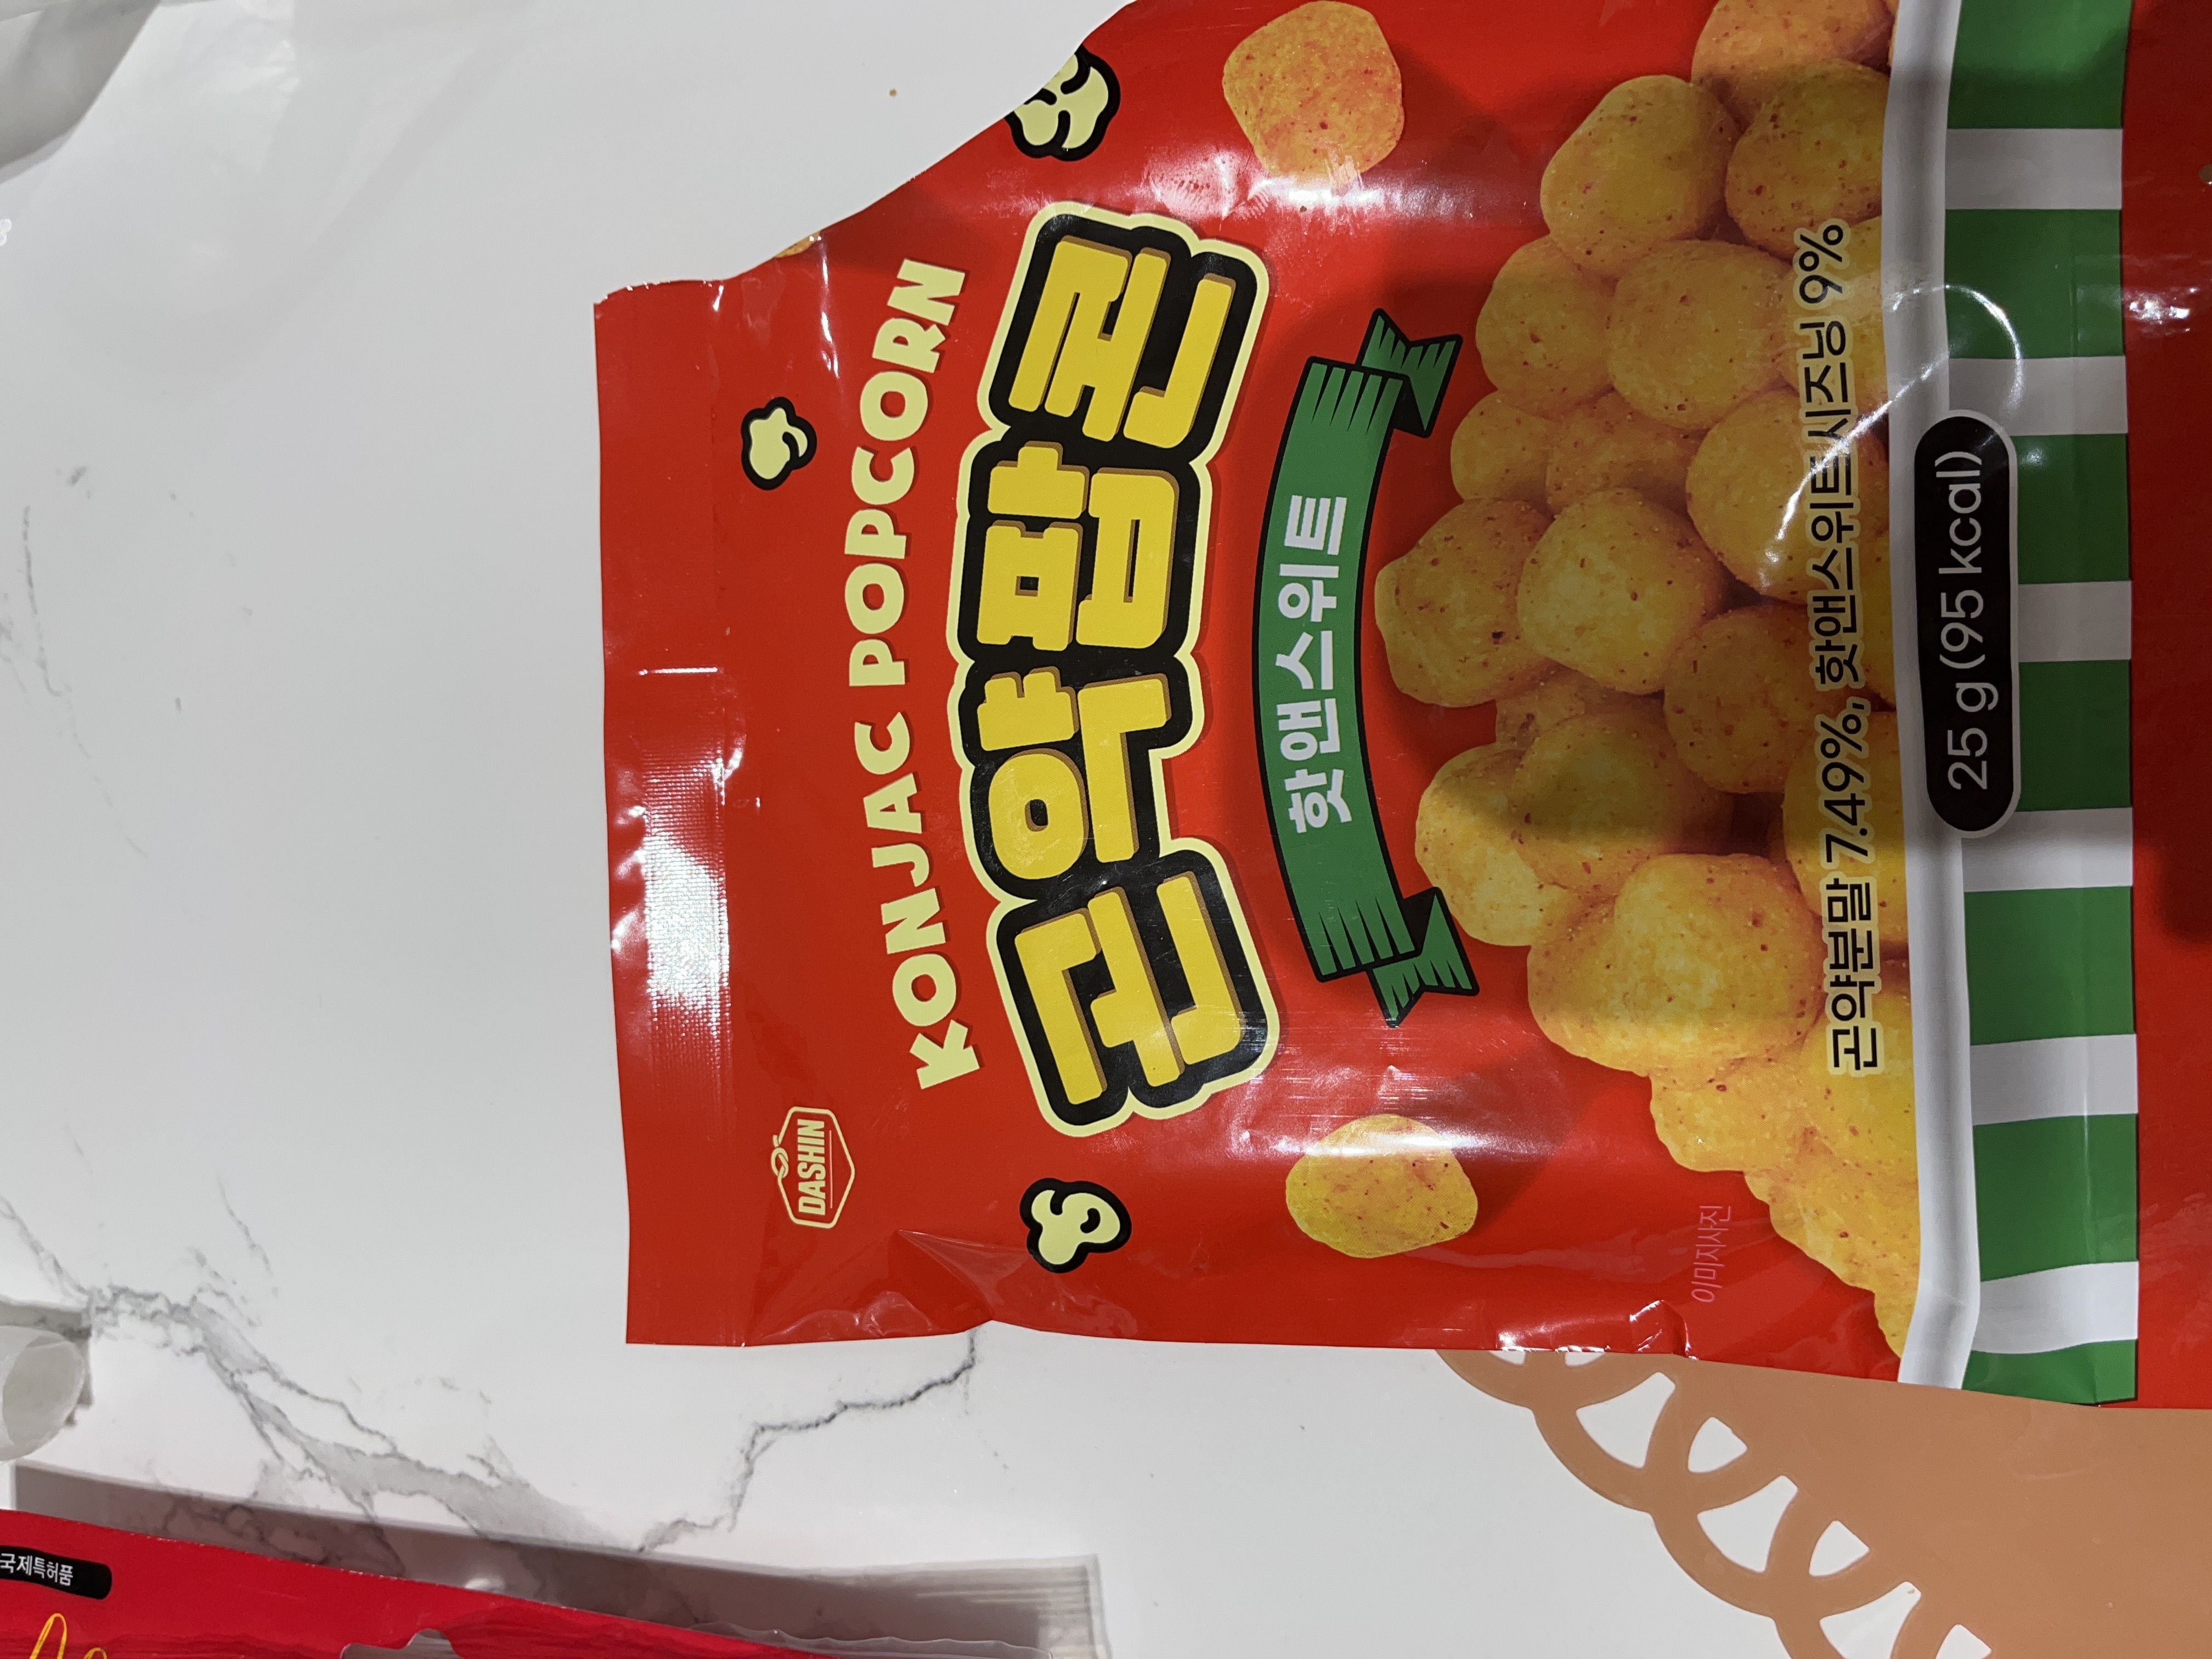 DASHIN
KONJAC POPCORN
곤약팝콘
핫앤스위트
이미지사진
곤약분말 7.49%, 핫앤스위트시즈닝 9%
25 g (95 kcal)
국제특허품